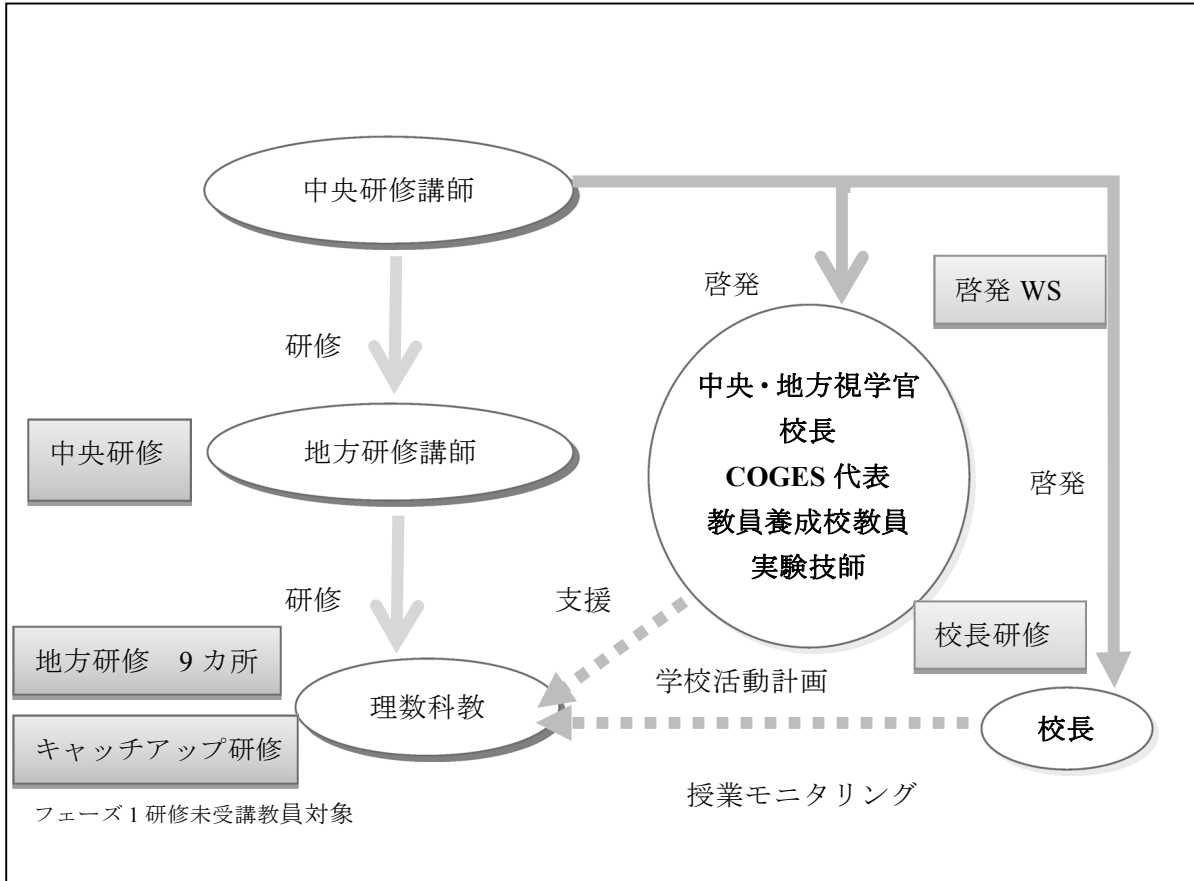 中央研修講師
啓発
啓発 WS
研修
中央・地方視学官
校長
COGES 代表
教員養成校教員
実験技師
中央研修
地方研修講師
啓発
研修
支援
校長研修
地方研修　9 カ所
学校活動計画
理数科教
校長
キャッチアップ研修
授業モニタリング
フェーズ 1 研修未受講教員対象